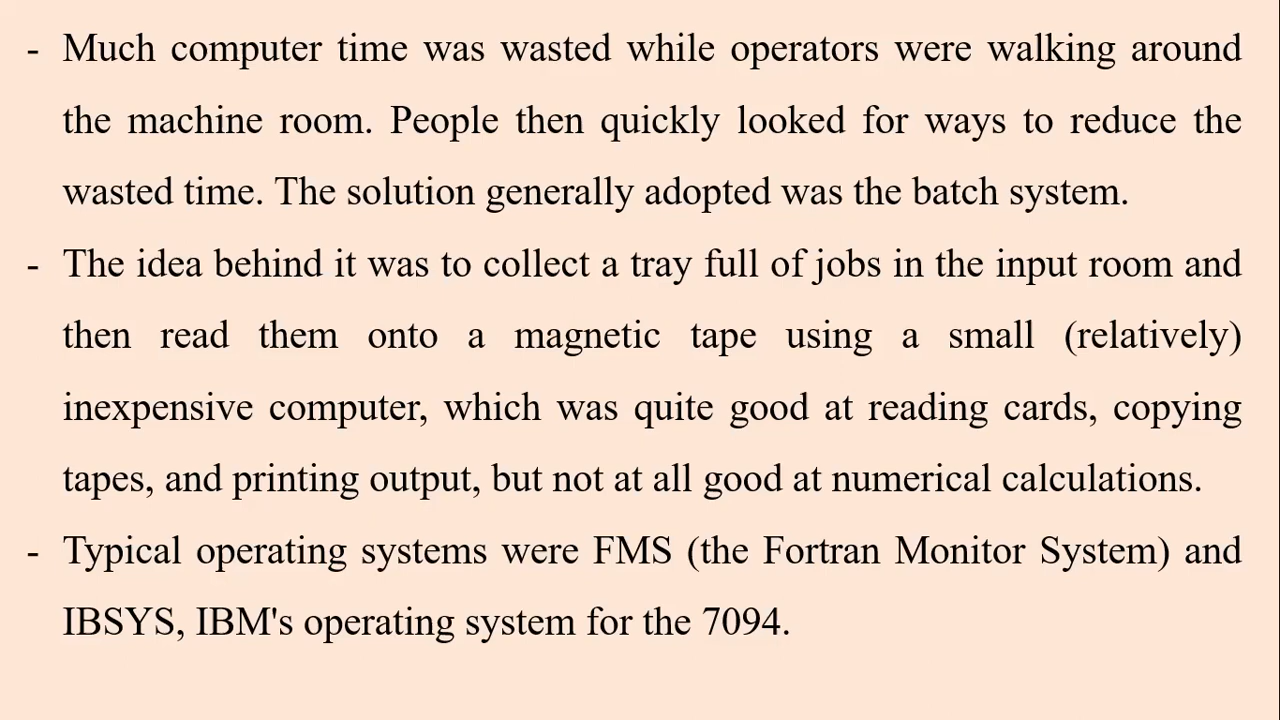 - Much computer time was wasted while operators were walking around
the machine room. People then quickly looked for ways to reduce the
wasted time. The solution generally adopted was the batch system.
- The idea behind it was to collect a tray full of jobs in the input room and
then read them onto a magnetic tape using a small (relatively)
inexpensive computer, which was quite good at reading cards, copying
tapes, and printing output, but not at all good at numerical calculations.
- Typical operating systems were FMS (the Fortran Monitor System) and
IBSYS, IBM's operating system for the 7094.